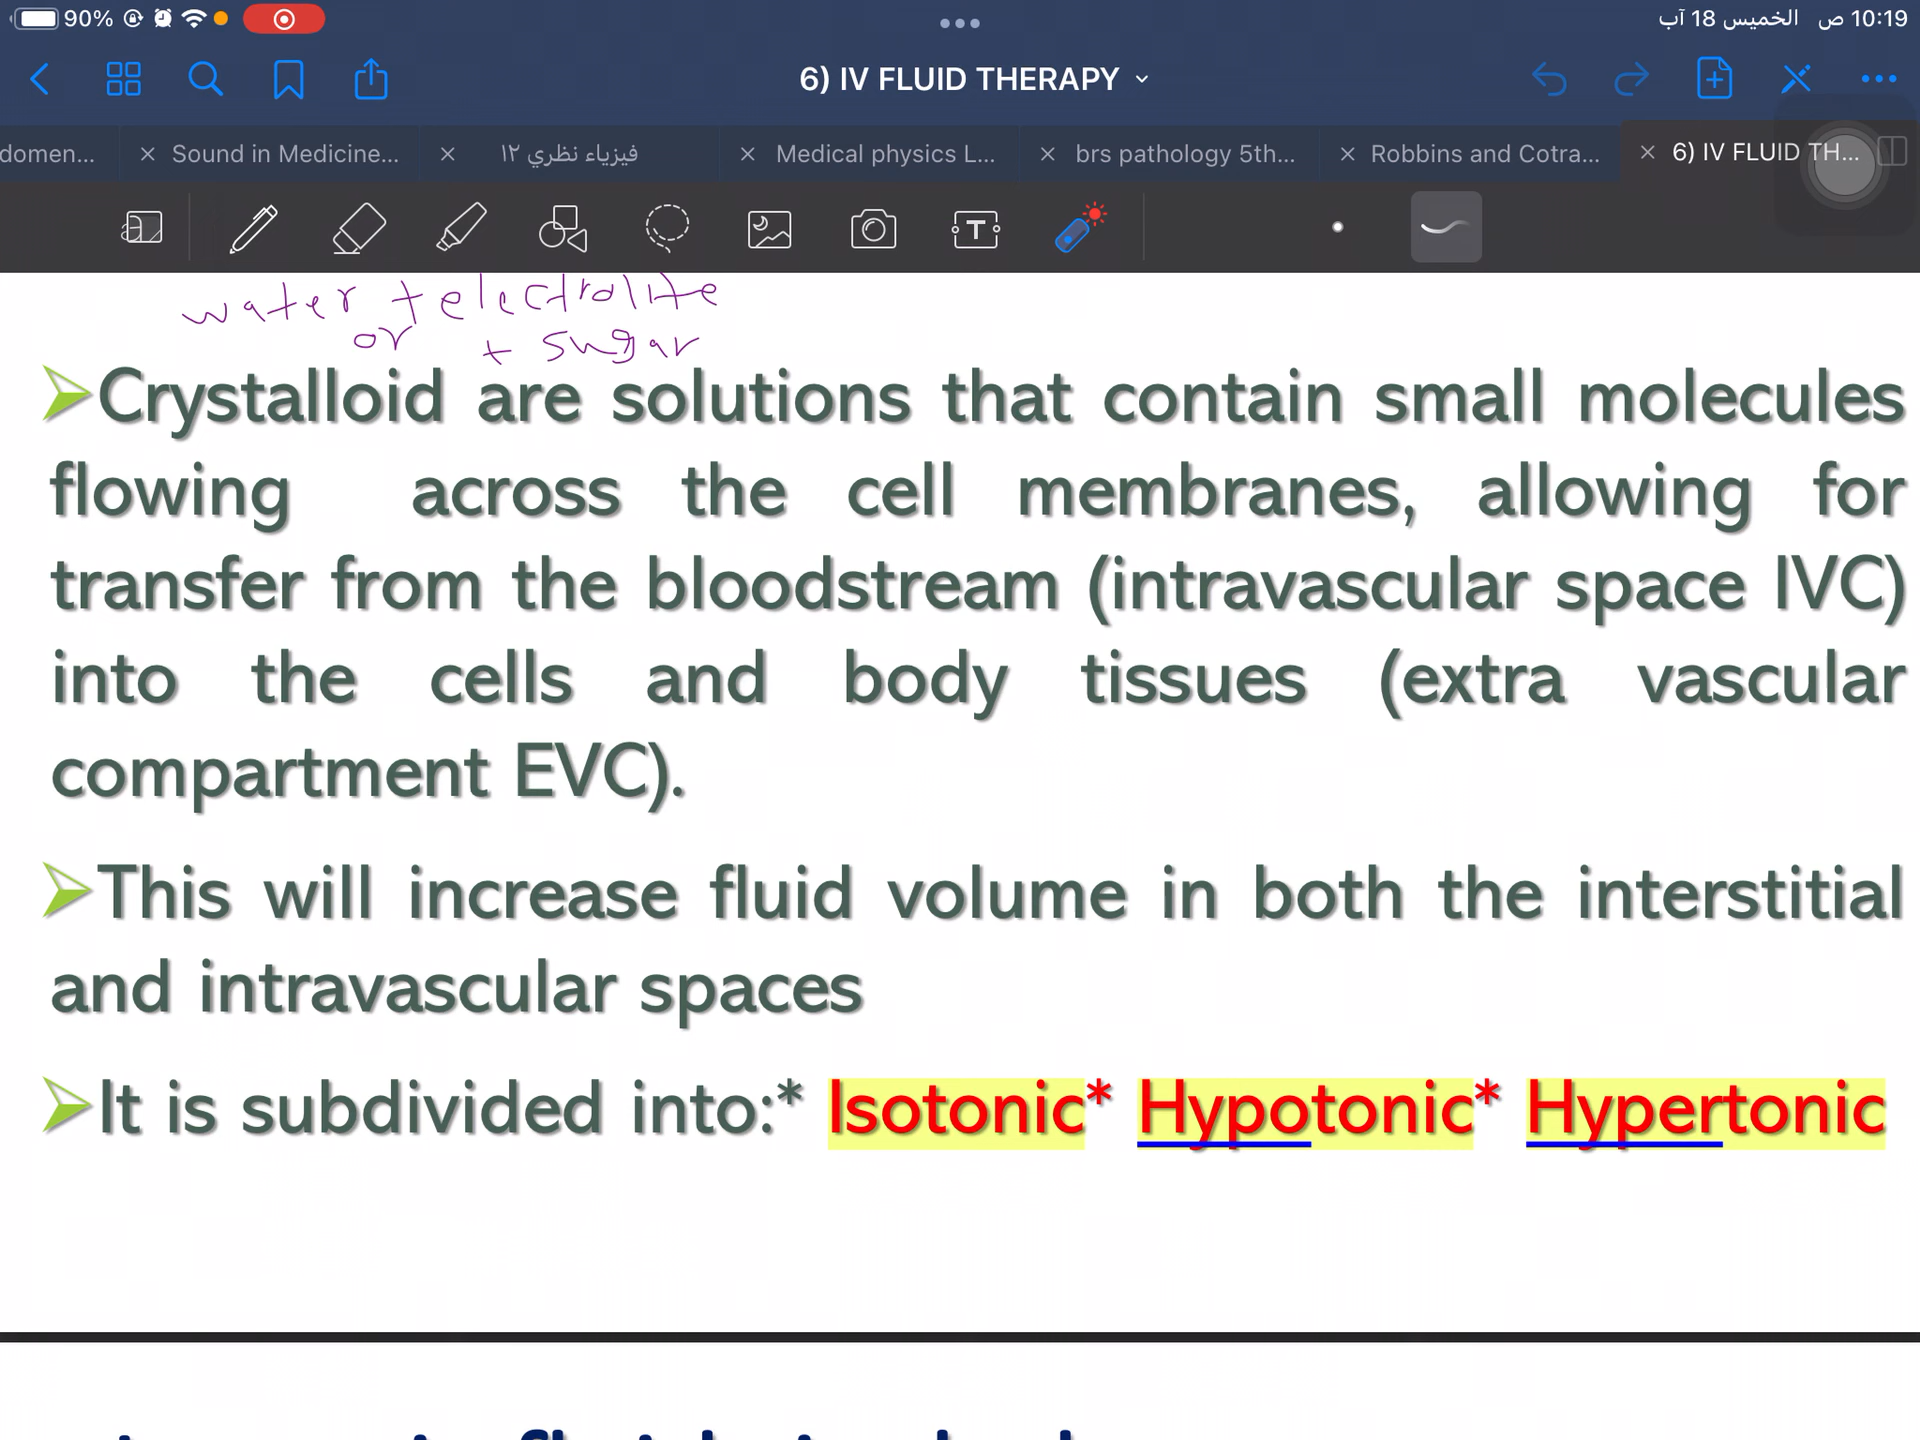 90% 10:19 ص الخميس 18 آب
6) IV FLUID THERAPY
domen... Sound in Medicine... فيزياء نظري ١٢ Medical physics L... brs pathology 5th... Robbins and Cotra... 6) IV FLUID TH...
water + electrolite
or + sugar
Crystalloid are solutions that contain small molecules
flowing across the cell membranes, allowing for
transfer from the bloodstream (intravascular space IVC)
into the cells and body tissues (extra vascular
compartment EVC).
This will increase fluid volume in both the interstitial
and intravascular spaces
It is subdivided into:* Isotonic* Hypotonic* Hypertonic